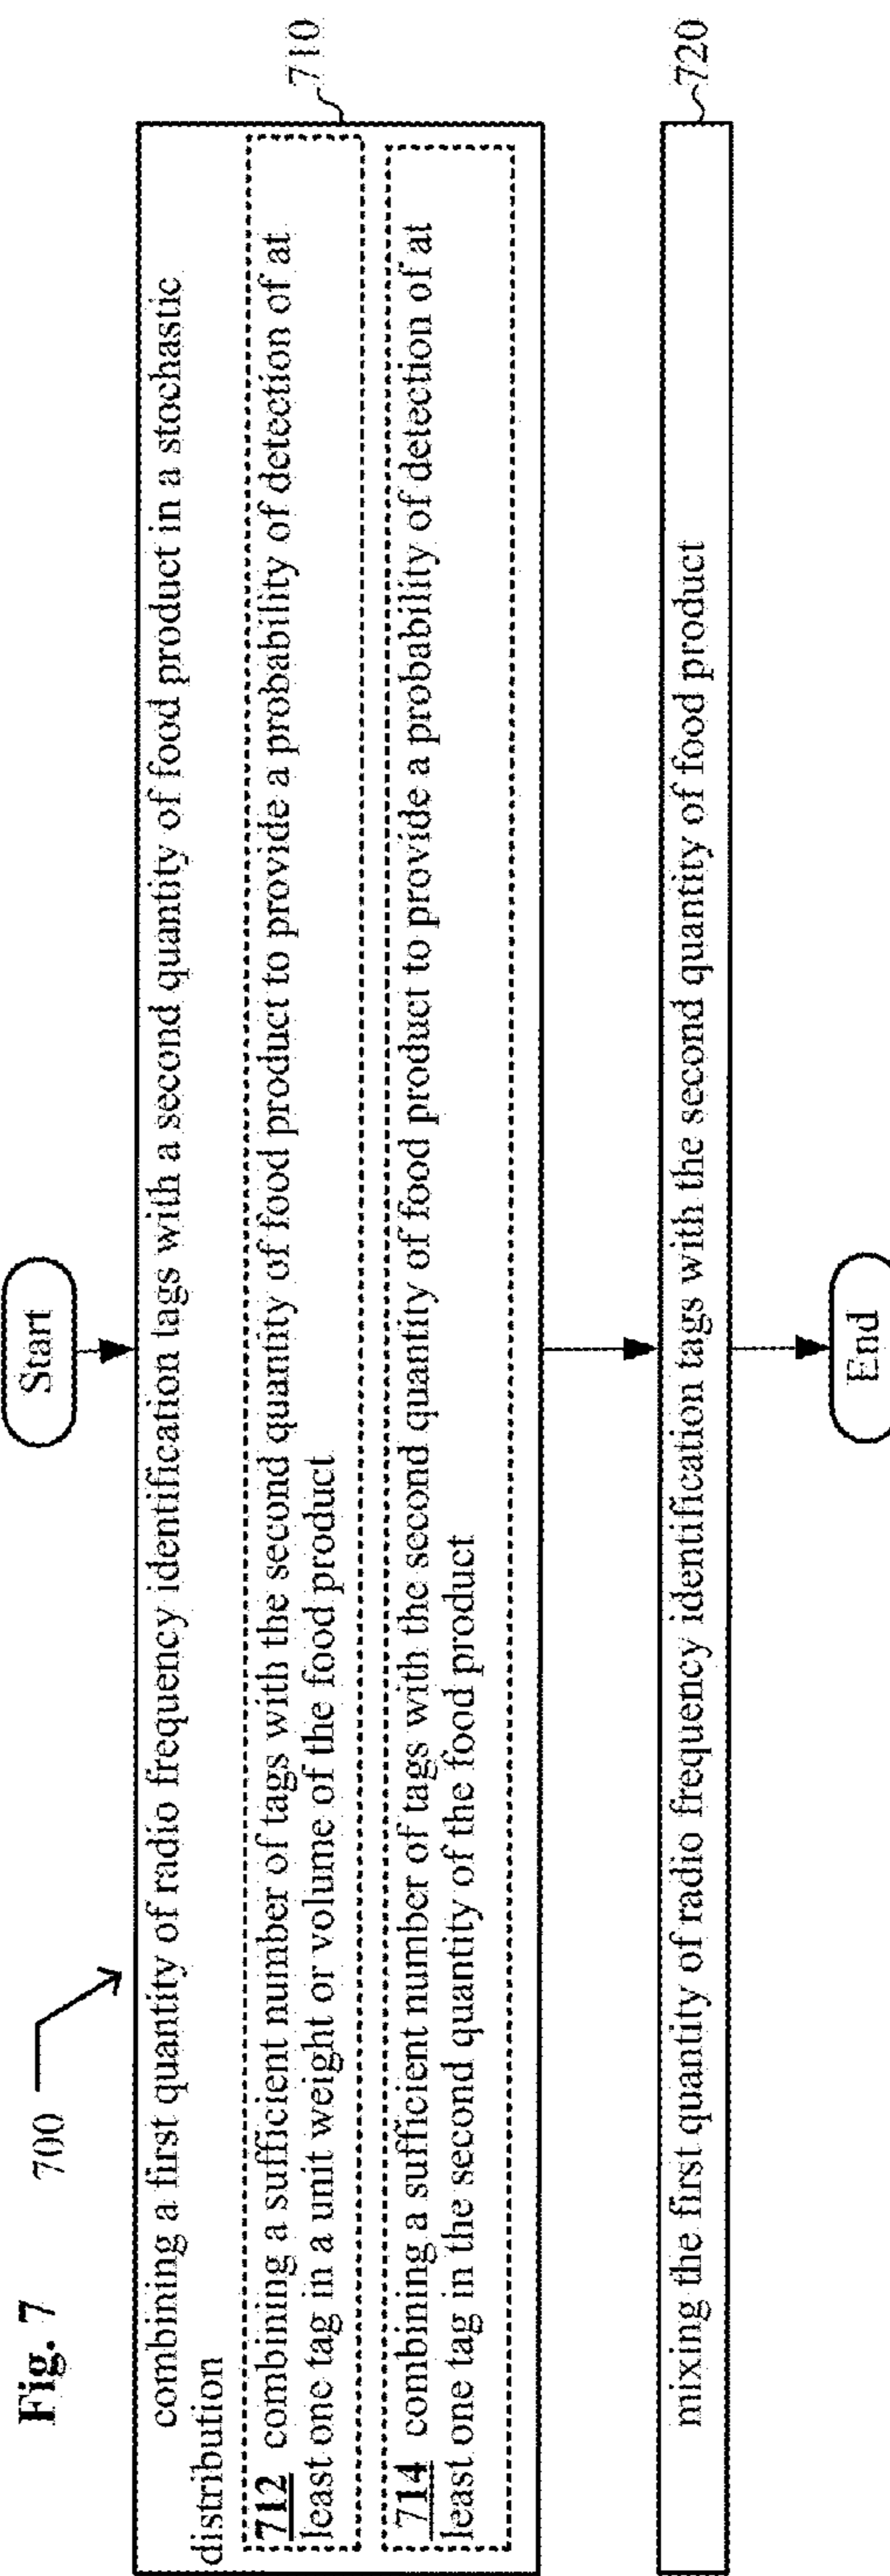 Fig. 7
700
Start
710
combining a first quantity of radio frequency identification tags with a second quantity of food product in a stochastic
distribution
712 combining a sufficient number of tags with the second quantity of food product to provide a probability of detection of at
least one tag in a unit weight or volume of the food product
714 combining a sufficient number of tags with the second quantity of food product to provide a probability of detection of at
least one tag in the second quantity of the food product
720
mixing the first quantity of radio frequency identification tags with the second quantity of food product
End